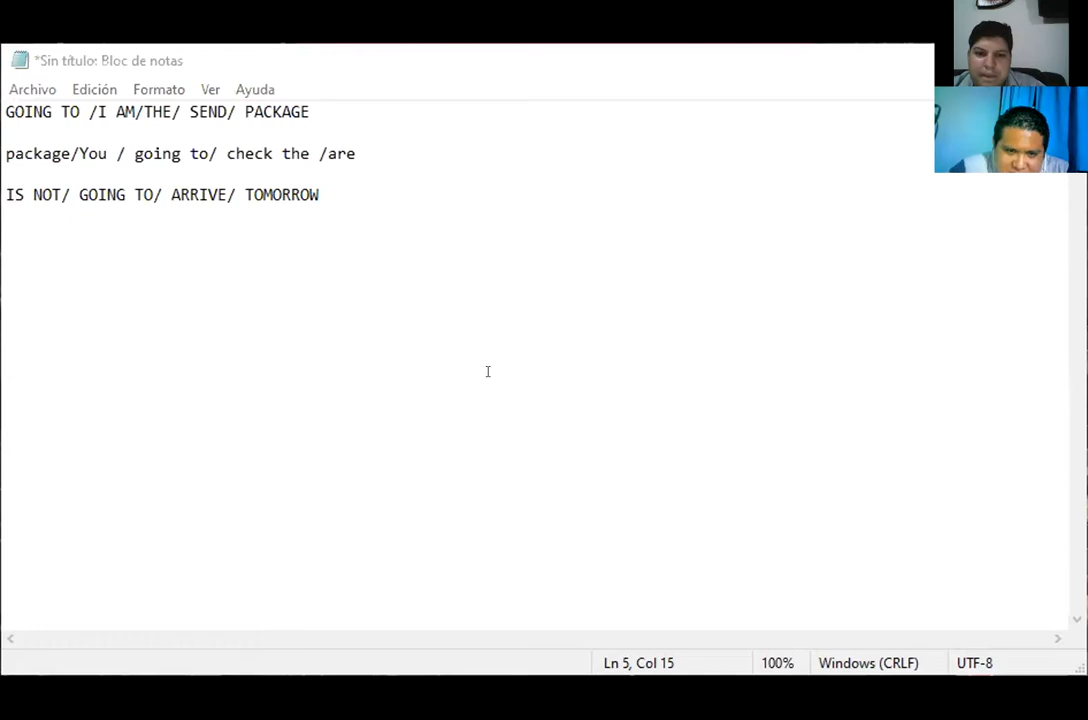 *Sin título: Bloc de notas
Archivo Edición Formato Ver Ayuda
GOING TO /I AM/THE/ SEND/ PACKAGE
package/You / going to/ check the /are
IS NOT/ GOING TO/ ARRIVE/ TOMORROW
Ln 5, Col 15 100% Windows (CRLF) UTF-8